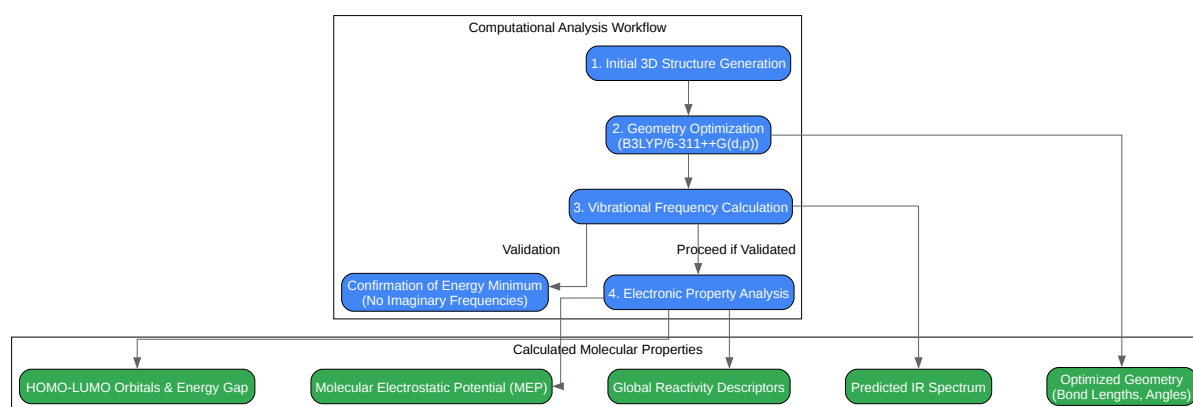 Computational Analysis Workflow
1. Initial 3D Structure Generation
2. Geometry Optimization
(B3LYP/6-311++G(d,p))
3. Vibrational Frequency Calculation
Validation
Proceed if Validated
Confirmation of Energy Minimum
(No Imaginary Frequencies)
4. Electronic Property Analysis
Calculated Molecular Properties
HOMO-LUMO Orbitals & Energy Gap
Molecular Electrostatic Potential (MEP)
Global Reactivity Descriptors
Predicted IR Spectrum
Optimized Geometry
(Bond Lengths, Angles)